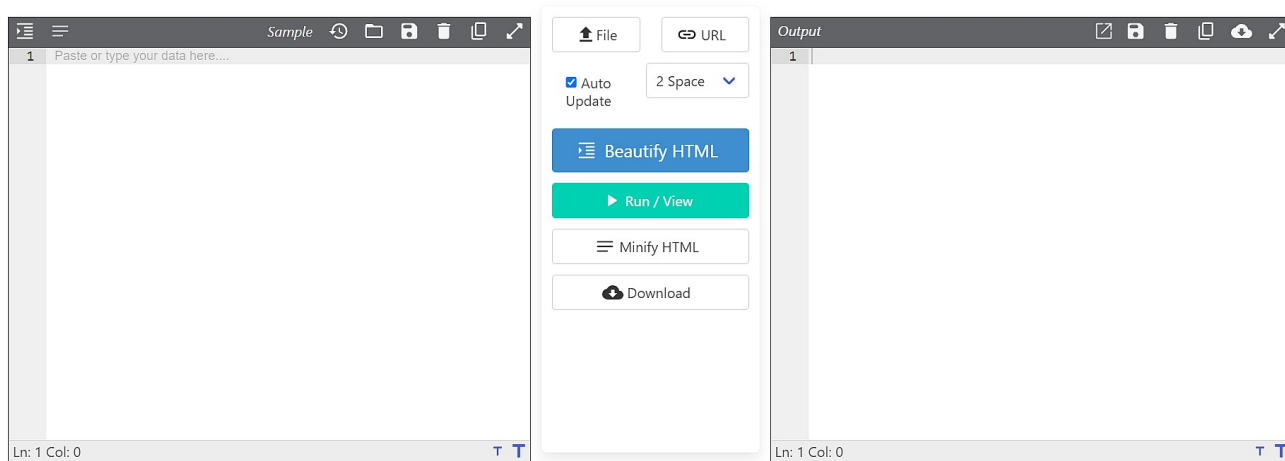 Sample
1 Paste or type your data here....
Ln: 1 Col: 0
T T
File
URL
Auto
Update
2 Space
Beautify HTML
Run / View
Minify HTML
Download
Output
1
Ln: 1 Col: 0
T T